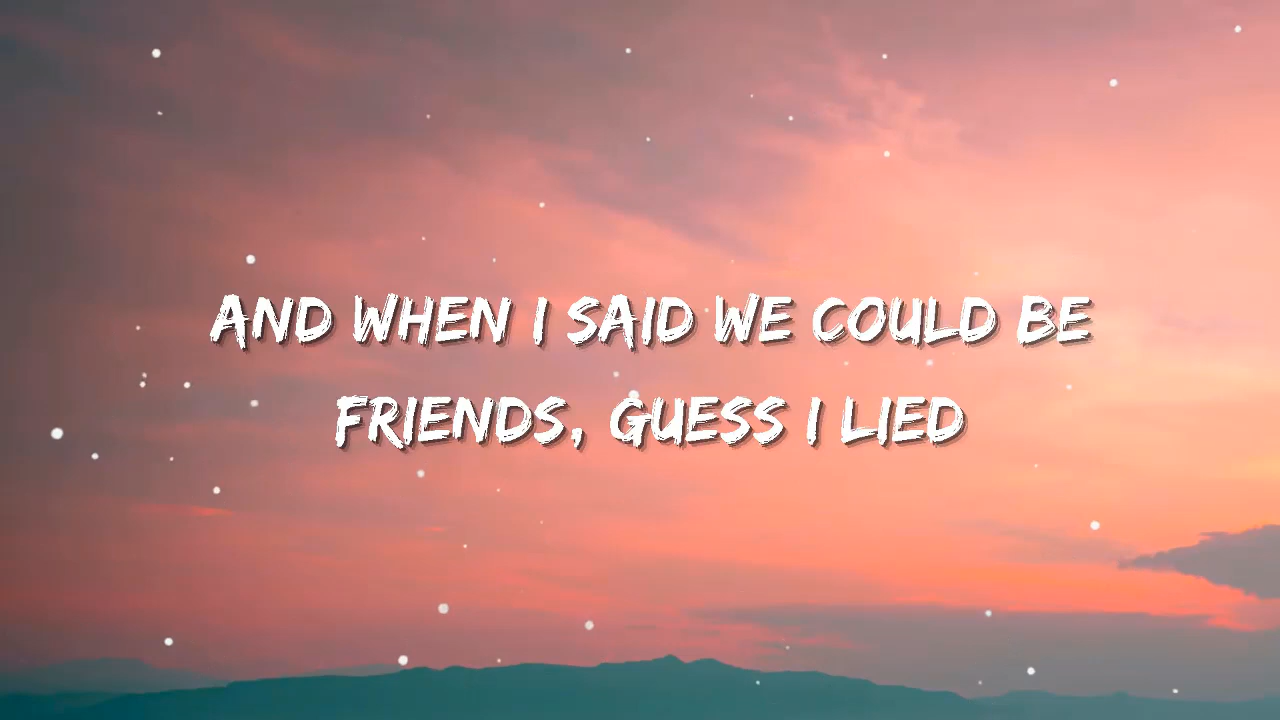 AND WHEN I SAID WE COULD BE
FRIENDS, GUESS I LIED